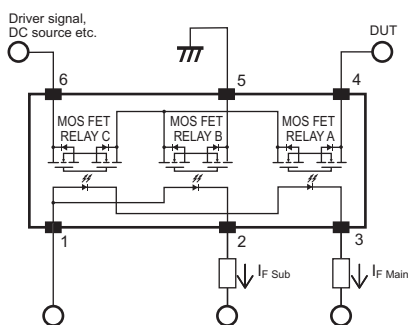 Driver signal,
DC source etc.
DUT
6
5
4
MOS FET
RELAY C
MOS FET
RELAY B
MOS FET
RELAY A
1
2
3
IF Sub
IF Main